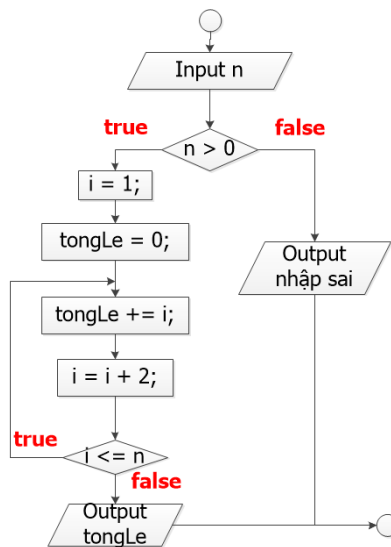 Input n
true
false
n > 0
i = 1;
tongLe = 0;
Output
nhập sai
tongLe += i;
i = i + 2;
true
i <= n
false
Output
tongLe